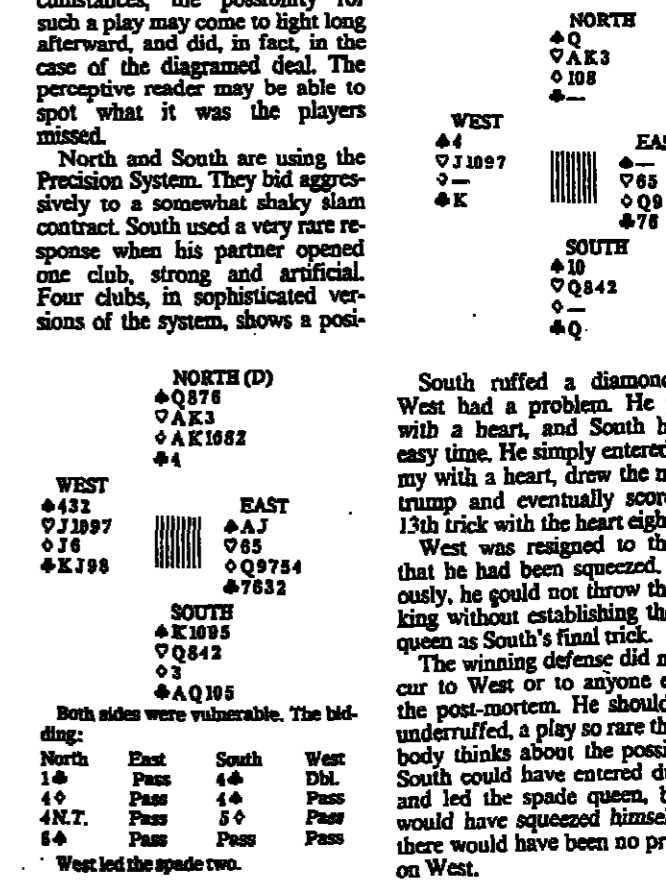 such a play may come to light long
afterward, and did, in fact, in the
case of the diagramed deal. The
perceptive reader may be able to
spot what it was the players
missed.
North and South are using the
Precision System. They bid aggres-
sively to a somewhat shaky slam
contract. South used a very rare re-
sponse when his partner opened
one club, strong and artificial.
Four clubs, in sophisticated ver-
sions of the system, shows a posi-
NORTH (D)
♠Q876
♡AK3
♢AK1082
♣4
WEST
♠432
♡J1097
♢J6
♣KJ98
EAST
♠AJ
♡65
♢Q9754
♣7632
SOUTH
♠K1095
♡Q842
♢3
♣AQ105
Both sides were vulnerable. The bid-
ding:
North East South West
1♣ Pass 4♣ Dbl.
4♢ Pass 4♠ Pass
4N.T. Pass 5♢ Pass
6♠ Pass Pass Pass
West led the spade two.
NORTH
♠Q
♡AK3
♢108
♣—
WEST
♠4
♡J1097
♢—
♣K
♠—
♡65
♢Q9
♣76
SOUTH
♠10
♡Q842
♢—
♣Q
South ruffed a
West had a problem. He
with a heart, and South
easy time. He simply entered
my with a heart, drew the
trump and eventually
13th trick with the heart
West was resigned to
that he had been squeezed.
ously, he could not throw
king without establishing
queen as South's final trick.
The winning defense did
cur to West or to anyone
the post-mortem. He should
underruffed, a play so rare
body thinks about the
South could have entered
and led the spade queen,
would have squeezed
there would have been no
on West.